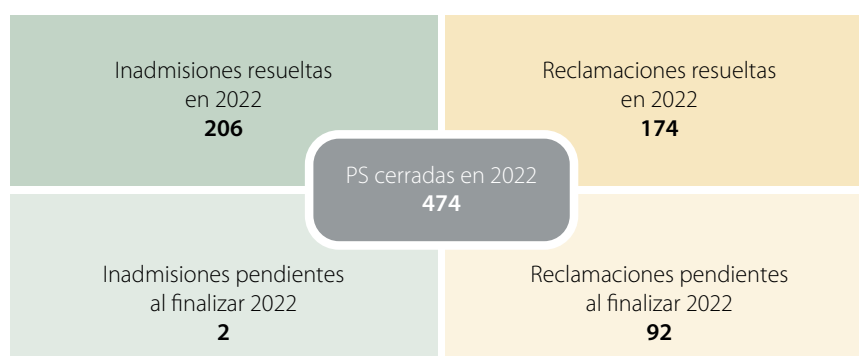 Inadmisiones resueltas
en 2022
206
Reclamaciones resueltas
en 2022
174
PS cerradas en 2022
474
Inadmisiones pendientes
al finalizar 2022
2
Reclamaciones pendientes
al finalizar 2022
92